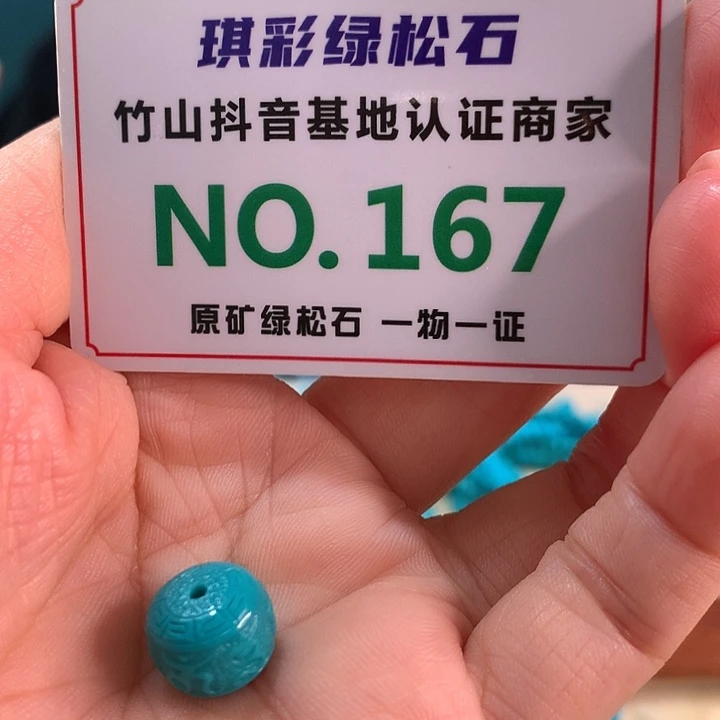 琪彩绿松石
竹山抖音基地认证商家
NO.167
原矿绿松石 一物一证